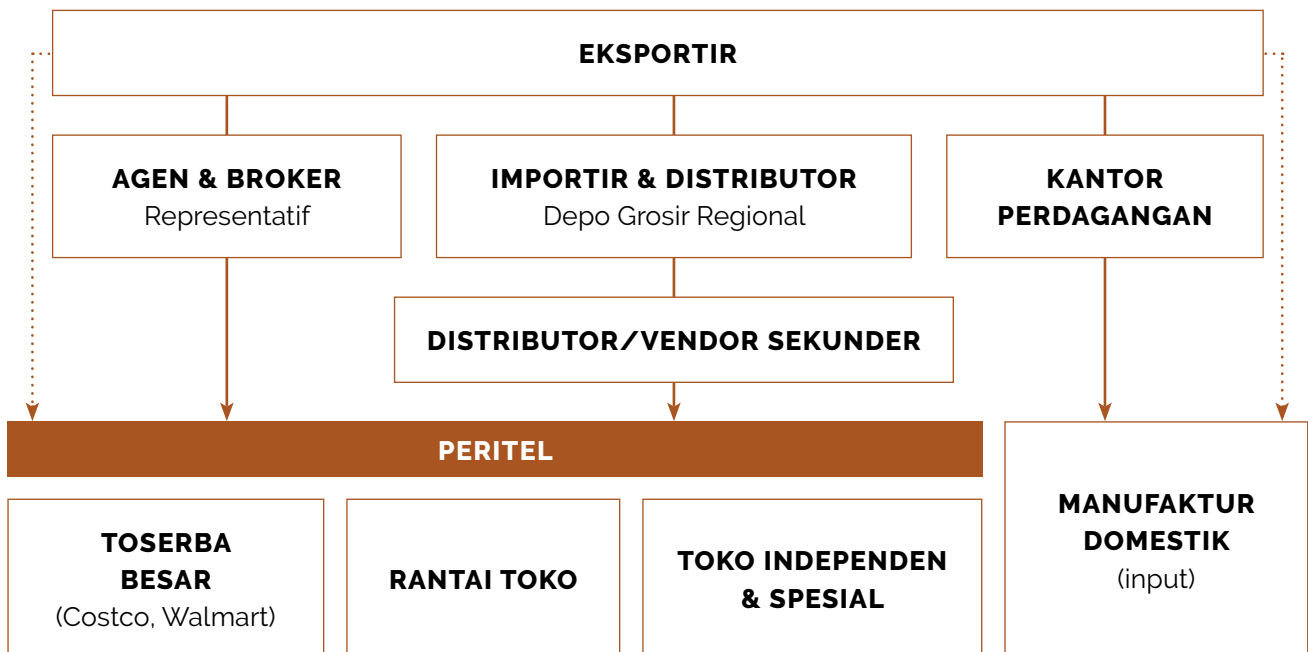 EKSPORTIR
AGEN & BROKER
Representatif
IMPORTIR & DISTRIBUTOR
Depo Grosir Regional
KANTOR
PERDAGANGAN
DISTRIBUTOR/VENDOR SEKUNDER
PERITEL
TOSERBA
BESAR
(Costco, Walmart)
RANTAI TOKO
TOKO INDEPENDEN
& SPESIAL
MANUFAKTUR
DOMESTIK
(input)